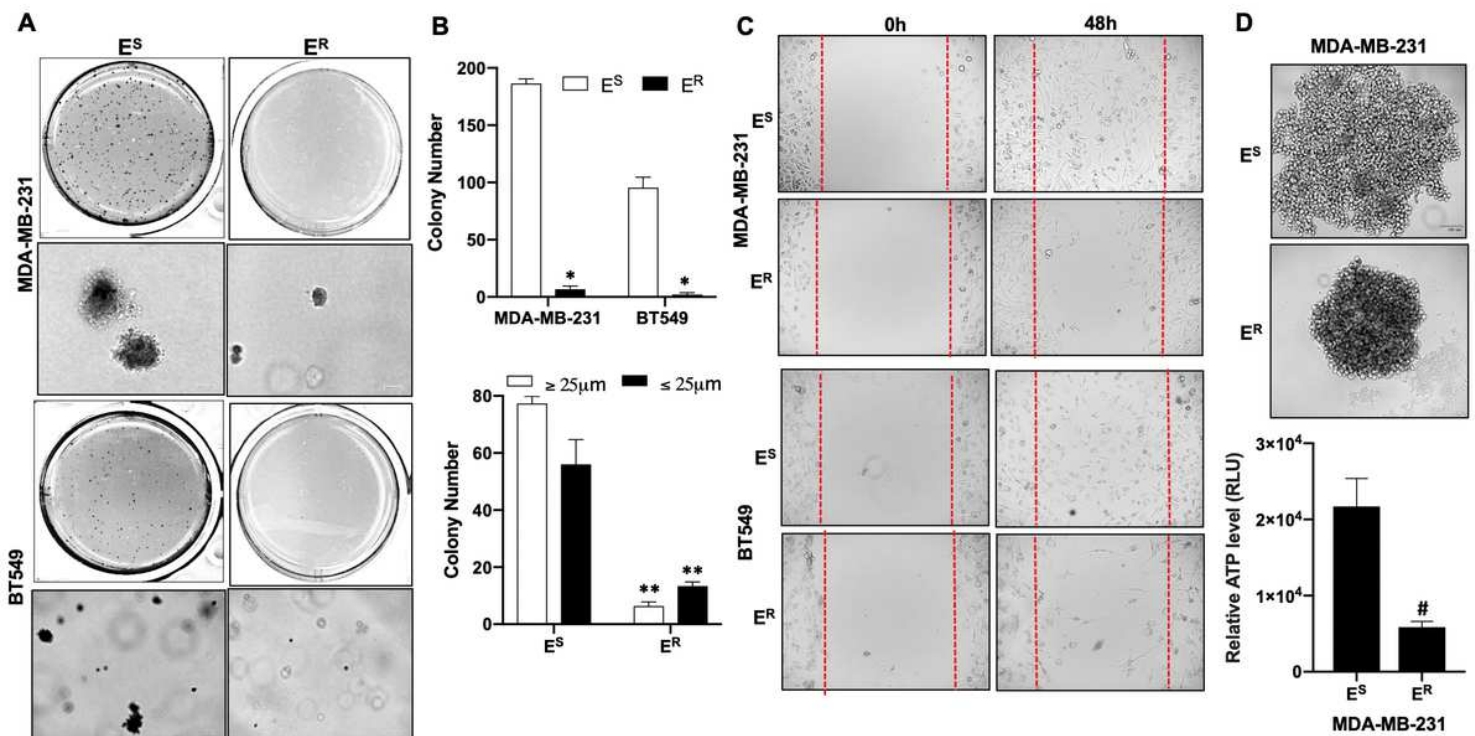 A
E^S
E^R
MDA-MB-231
BT549
B
200
150
100
50
0
Colony Number
E^S
E^R
*
*
MDA-MB-231
BT549
≥ 25μm
≤ 25μm
80
60
40
20
0
Colony Number
**
**
E^S
E^R
C
0h
48h
MDA-MB-231
E^S
E^R
BT549
E^S
E^R
D
MDA-MB-231
E^S
E^R
3×10^4
2×10^4
1×10^4
0
Relative ATP level (RLU)
#
E^S
E^R
MDA-MB-231